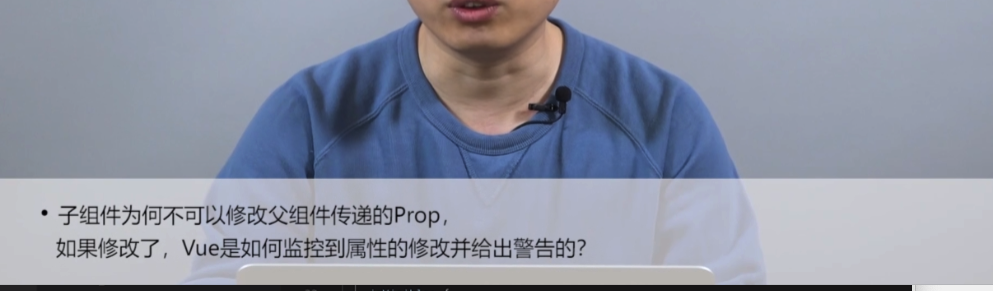 • 子组件为何不可以修改父组件传递的Prop，
如果修改了，Vue是如何监控到属性的修改并给出警告的？